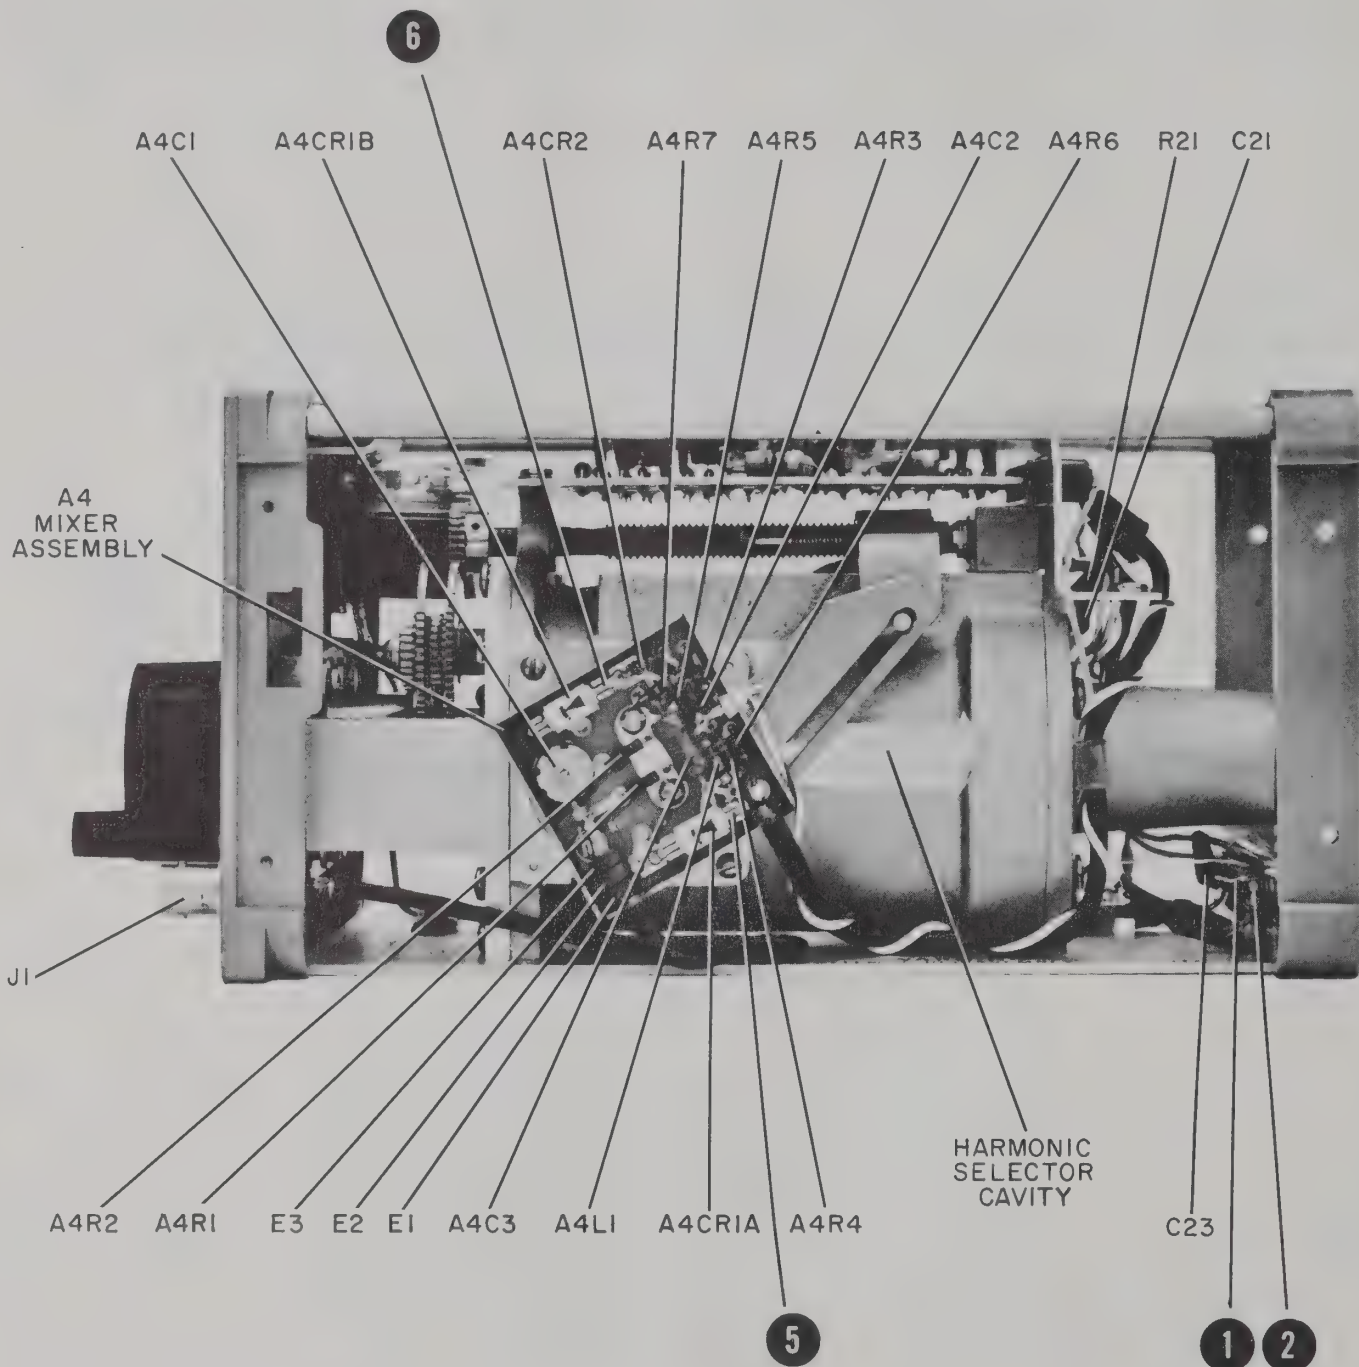 6
A4C1 A4CR1B A4CR2 A4R7 A4R5 A4R3 A4C2 A4R6 R21 C21
A4
MIXER
ASSEMBLY
J1
HARMONIC
SELECTOR
CAVITY
A4R2 A4R1 E3 E2 E1 A4C3 A4L1 A4CR1A A4R4
C23
5
1 2